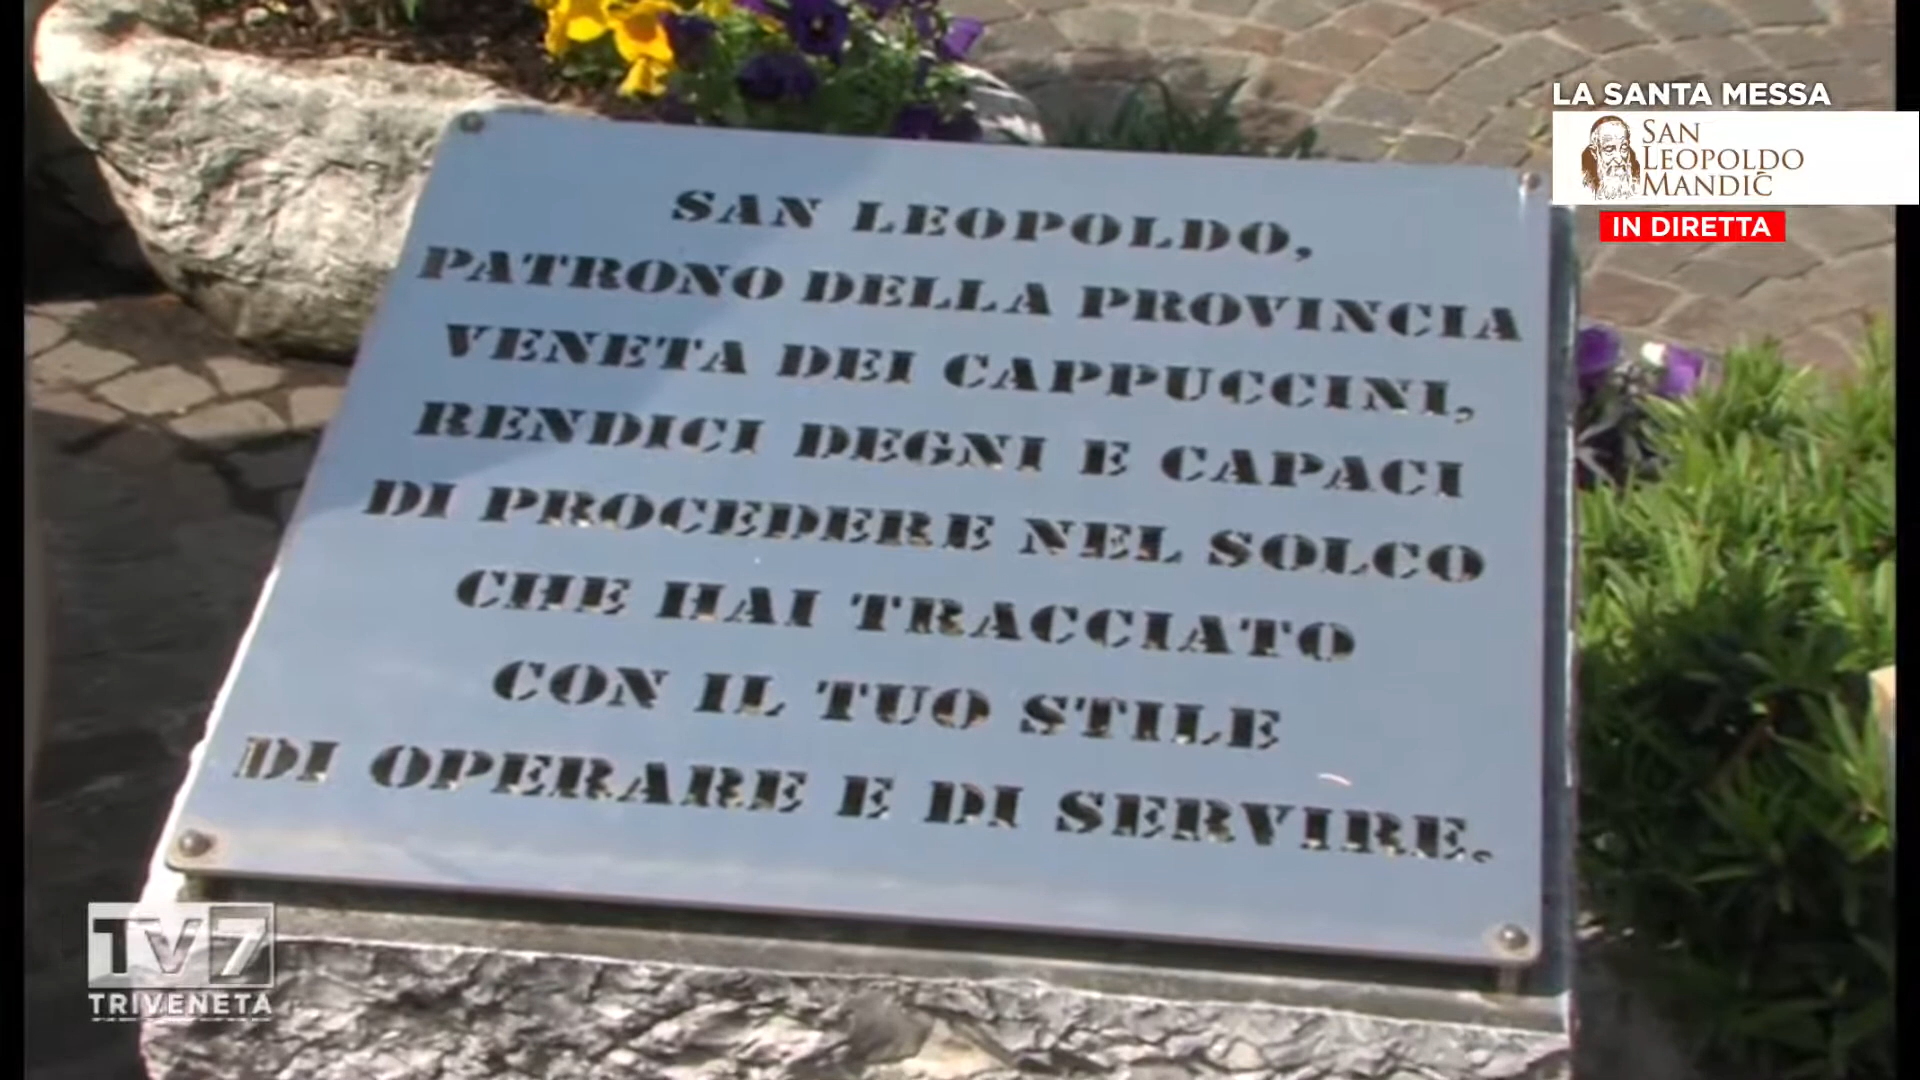 LA SANTA MESSA
SAN
LEOPOLDO
MANDIĆ
IN DIRETTA
SAN LEOPOLDO,
PATRONO DELLA PROVINCIA
VENETA DEI CAPPUCCINI,
RENDICI DEGNI E CAPACI
DI PROCEDERE NEL SOLCO
CHE HAI TRACCIATO
CON IL TUO STILE
DI OPERARE E DI SERVIRE.
TV7
TRIVENETA